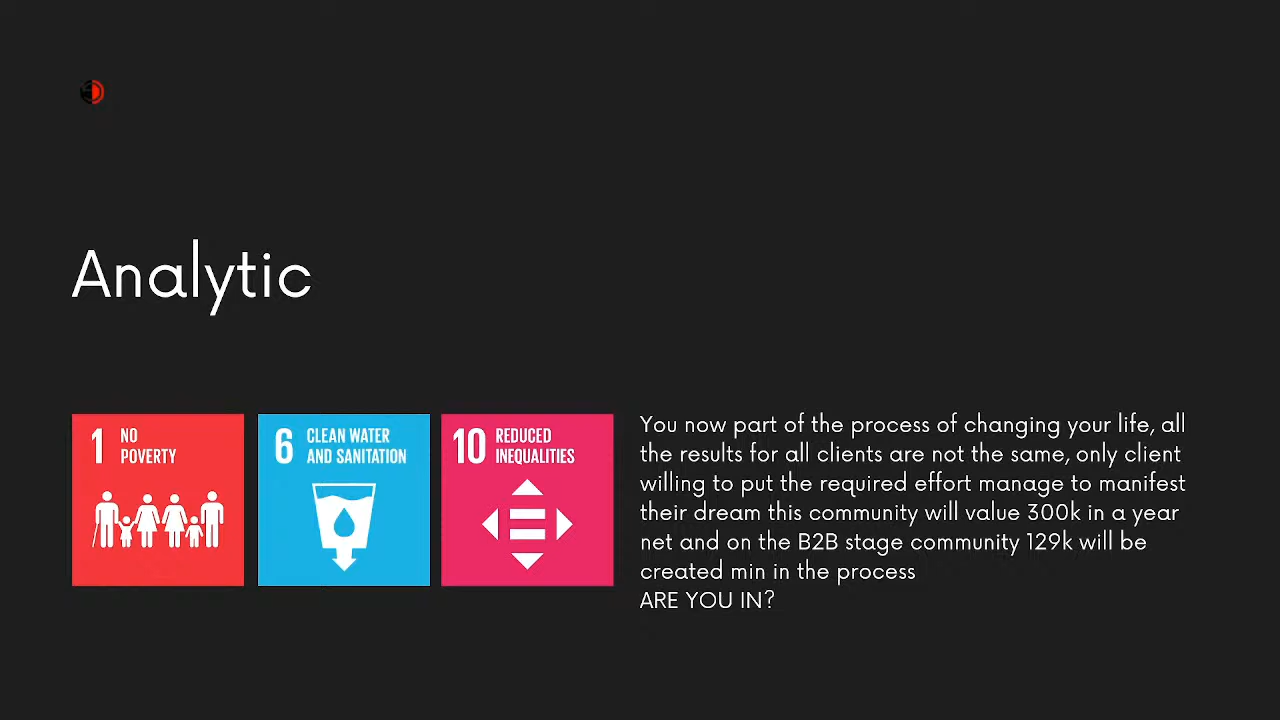 Analytic
1 NO
POVERTY
6 CLEAN WATER
AND SANITATION
10 REDUCED
INEQUALITIES
You now part of the process of changing your life, all
the results for all clients are not the same, only client
willing to put the required effort manage to manifest
their dream this community will value 300k in a year
net and on the B2B stage community 129k will be
created min in the process
ARE YOU IN?